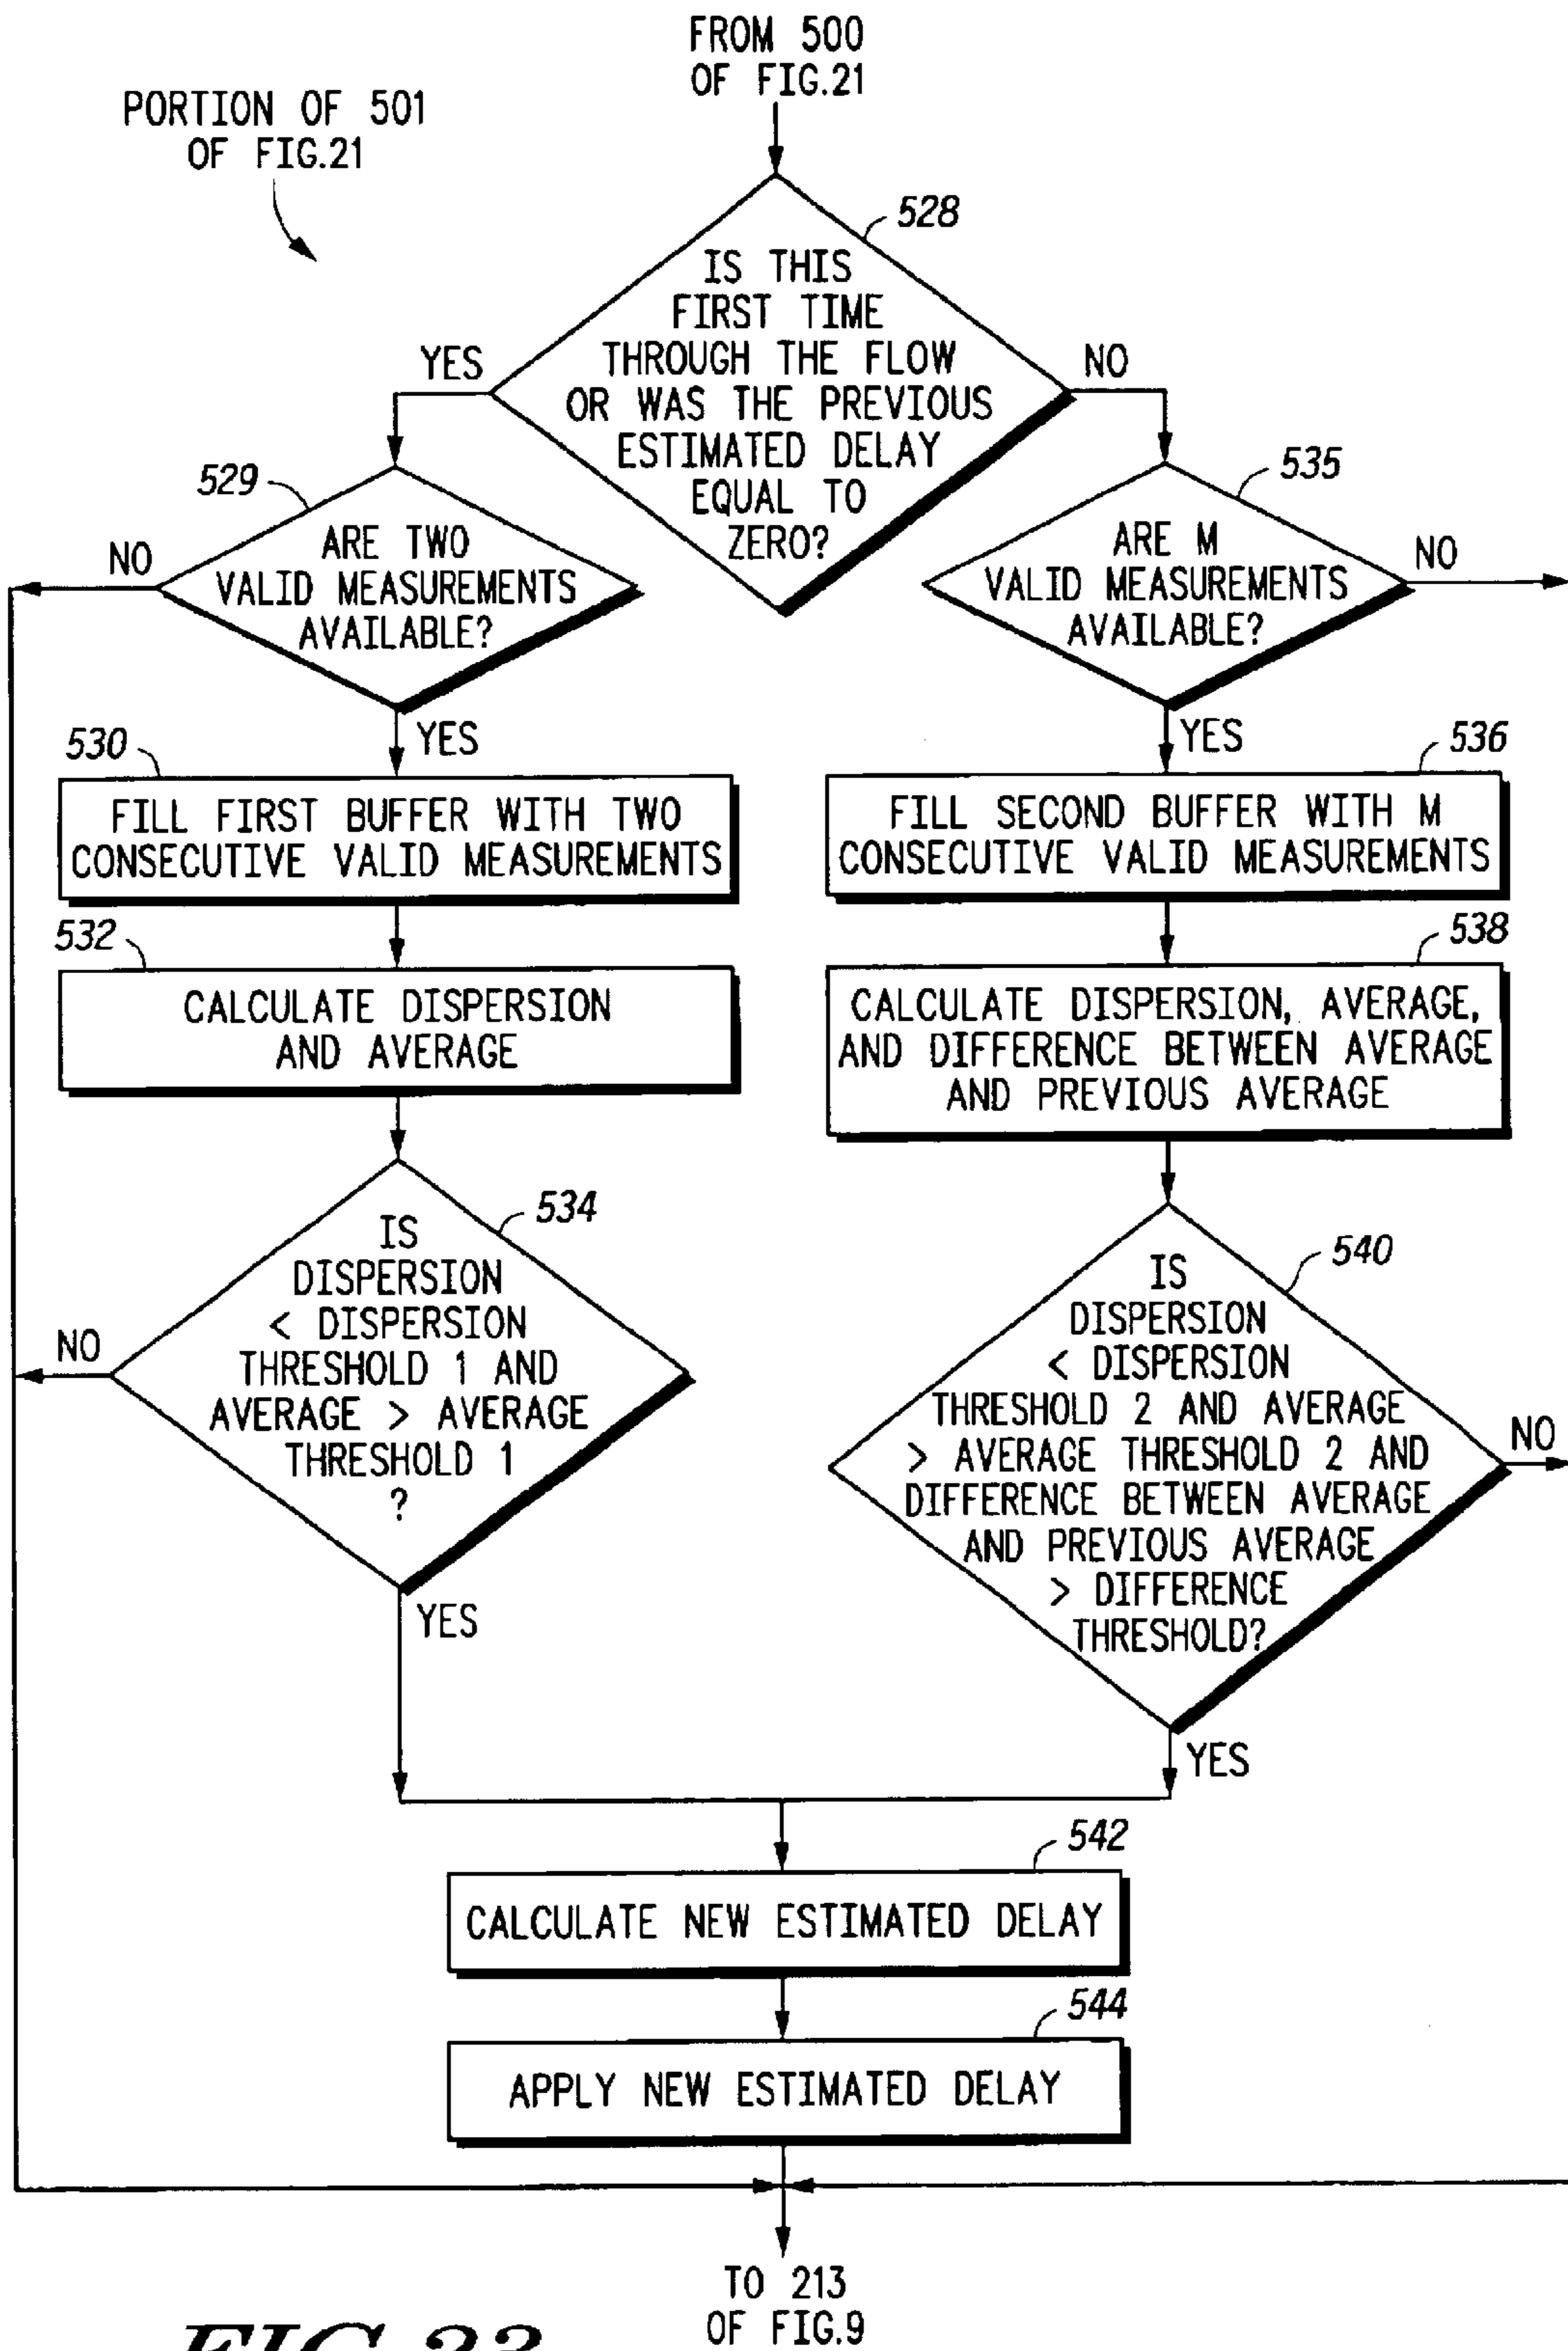 FROM 500
OF FIG.21
PORTION OF 501
OF FIG.21
528
IS THIS
FIRST TIME
THROUGH THE FLOW
OR WAS THE PREVIOUS
ESTIMATED DELAY
EQUAL TO
ZERO?
YES
NO
529
ARE TWO
VALID MEASUREMENTS
AVAILABLE?
NO
YES
535
ARE M
VALID MEASUREMENTS
AVAILABLE?
NO
YES
530
FILL FIRST BUFFER WITH TWO
CONSECUTIVE VALID MEASUREMENTS
536
FILL SECOND BUFFER WITH M
CONSECUTIVE VALID MEASUREMENTS
532
CALCULATE DISPERSION
AND AVERAGE
538
CALCULATE DISPERSION, AVERAGE,
AND DIFFERENCE BETWEEN AVERAGE
AND PREVIOUS AVERAGE
534
IS
DISPERSION
< DISPERSION
THRESHOLD 1 AND
AVERAGE > AVERAGE
THRESHOLD 1
?
NO
YES
540
IS
DISPERSION
< DISPERSION
THRESHOLD 2 AND AVERAGE
> AVERAGE THRESHOLD 2 AND
DIFFERENCE BETWEEN AVERAGE
AND PREVIOUS AVERAGE
> DIFFERENCE
THRESHOLD?
NO
YES
542
CALCULATE NEW ESTIMATED DELAY
544
APPLY NEW ESTIMATED DELAY
TO 213
OF FIG.9